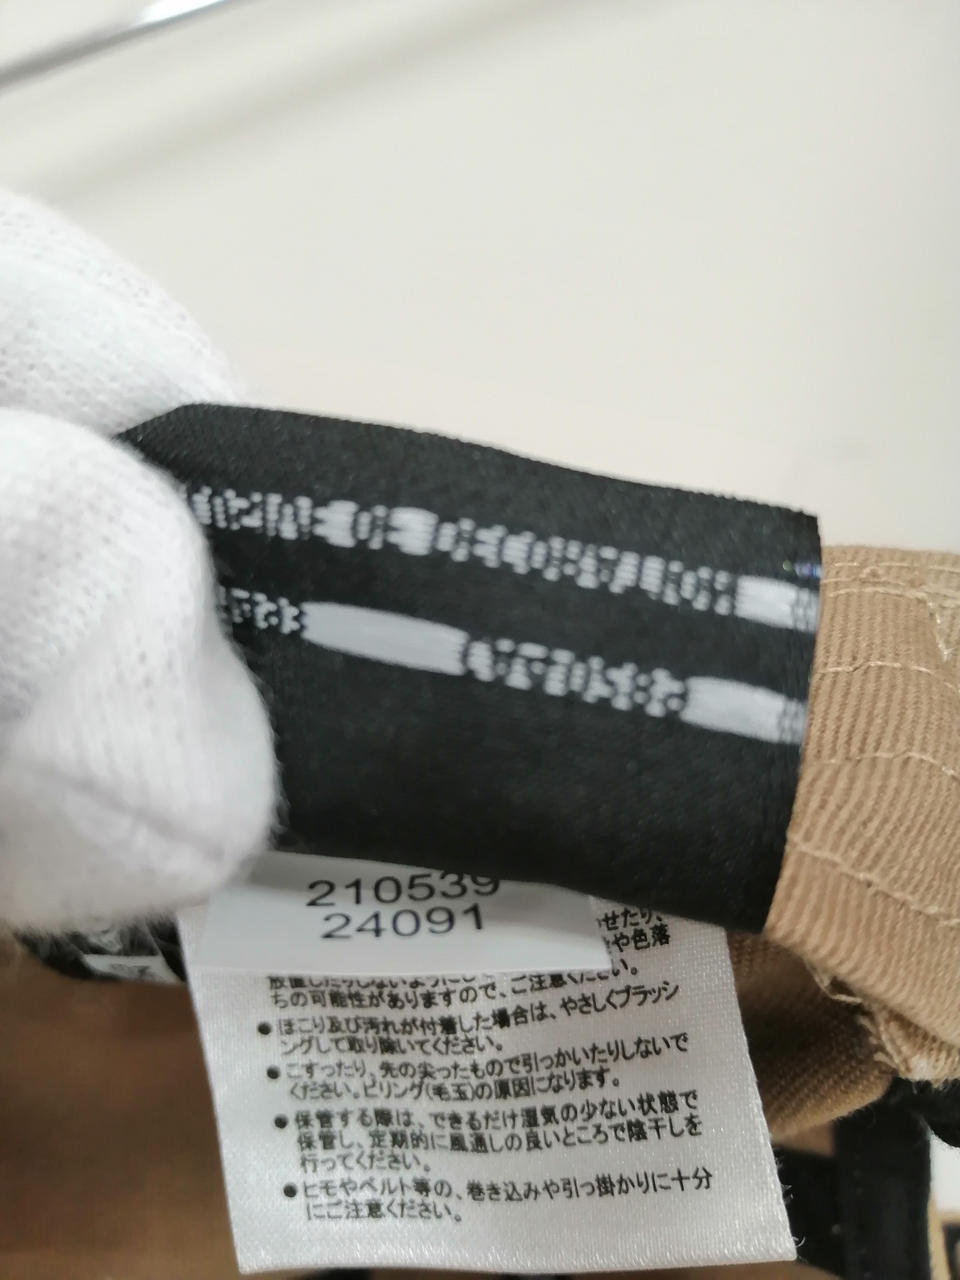 210539
24091
せたり、
や色落
放置したりしないようにし、ご注意ください。
ちの可能性がありますので、
●ほこり及び汚れが付着した場合は、やさしくブラッシ
ングして取り除いてください。
●こすったり、先の尖ったもので引っかいたりしないで
ください。ピリング(毛玉)の原因になります。
●保管する際は、できるだけ湿気の少ない状態で
保管し、定期的に風通しの良いところで陰干しを
行ってください。
●ヒモやベルト等の、巻き込みや引っ掛かりに十分
にご注意ください。